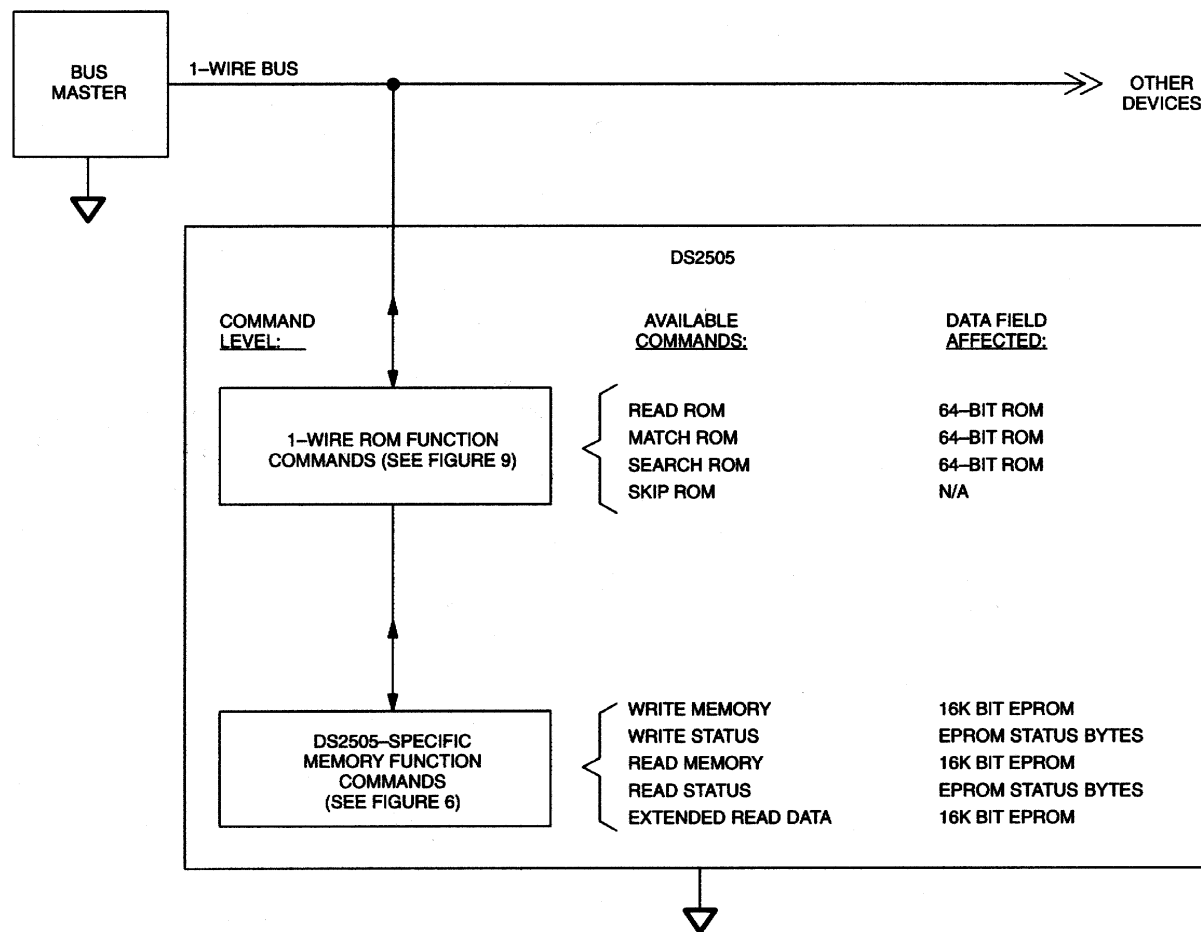 BUS
MASTER
1–WIRE BUS
OTHER
DEVICES
DS2505
COMMAND
LEVEL:
AVAILABLE
COMMANDS:
DATA FIELD
AFFECTED:
1–WIRE ROM FUNCTION
COMMANDS (SEE FIGURE 9)
READ ROM 64–BIT ROM
MATCH ROM 64–BIT ROM
SEARCH ROM 64–BIT ROM
SKIP ROM N/A
DS2505–SPECIFIC
MEMORY FUNCTION
COMMANDS
(SEE FIGURE 6)
WRITE MEMORY 16K BIT EPROM
WRITE STATUS EPROM STATUS BYTES
READ MEMORY 16K BIT EPROM
READ STATUS EPROM STATUS BYTES
EXTENDED READ DATA 16K BIT EPROM